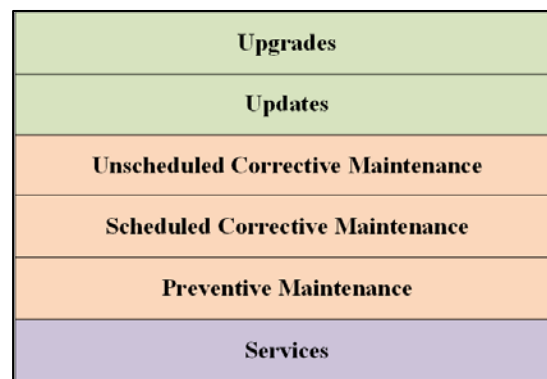 Upgrades
Updates
Unscheduled Corrective Maintenance
Scheduled Corrective Maintenance
Preventive Maintenance
Services